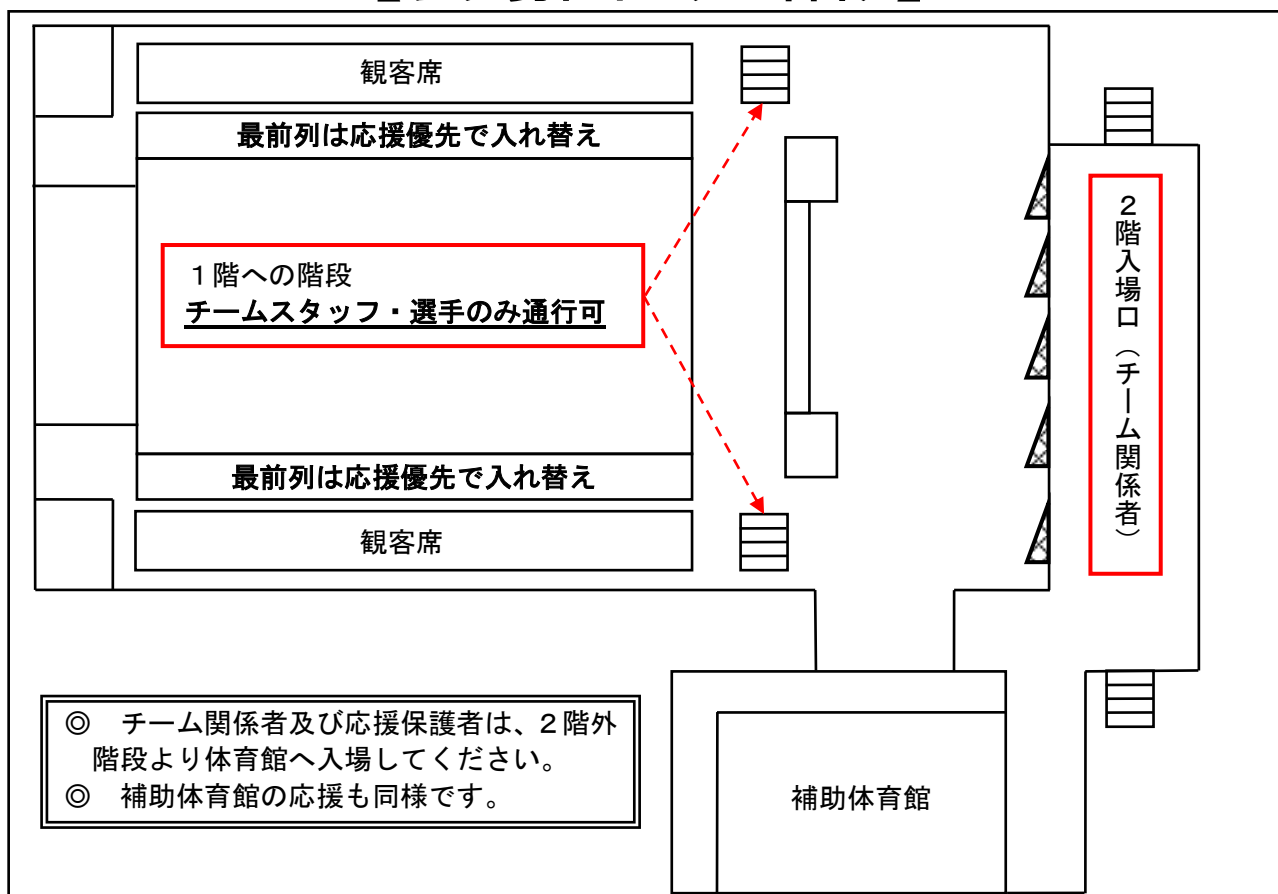 観客席
最前列は応援優先で入れ替え
１階への階段
チームスタッフ・選手のみ通行可
２階入場口（チーム関係者）
最前列は応援優先で入れ替え
観客席
◎　チーム関係者及び応援保護者は、２階外
階段より体育館へ入場してください。
◎　補助体育館の応援も同様です。
補助体育館